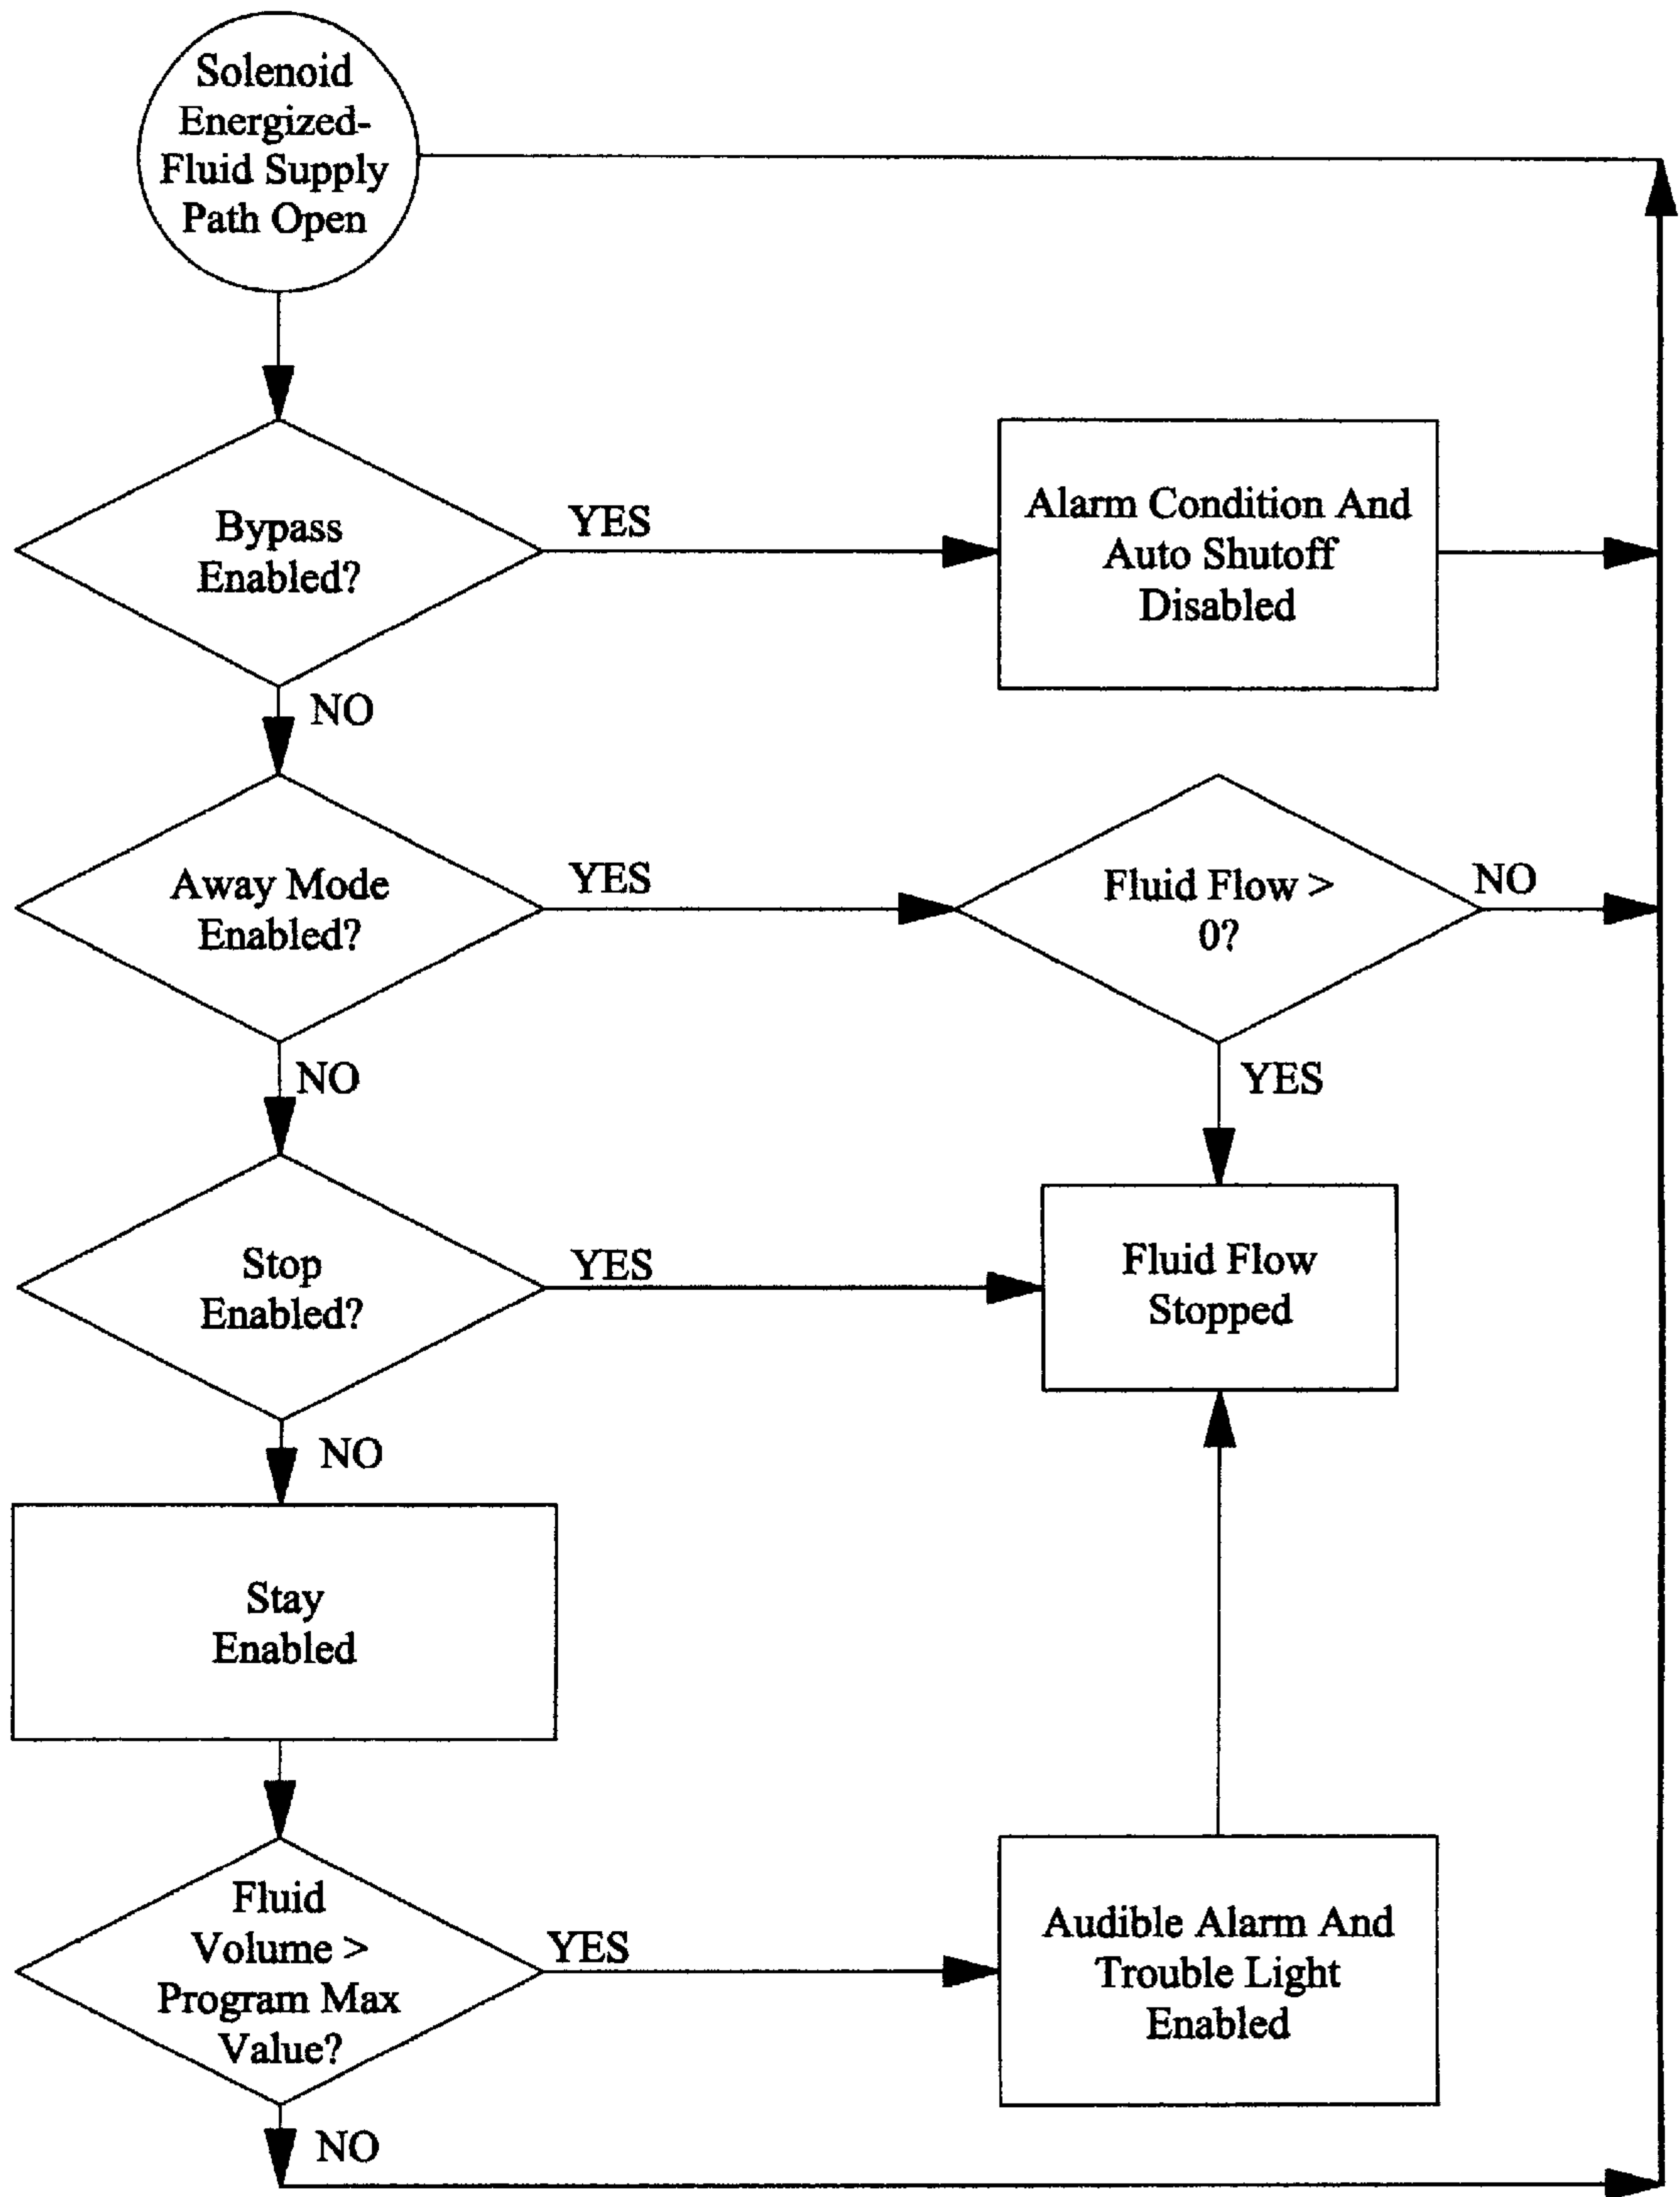 Solenoid
Energized-
Fluid Supply
Path Open
Bypass
Enabled?
YES
Alarm Condition And
Auto Shutoff
Disabled
NO
Away Mode
Enabled?
YES
Fluid Flow >
0?
NO
NO
YES
Stop
Enabled?
YES
Fluid Flow
Stopped
NO
Stay
Enabled
Fluid
Volume >
Program Max
Value?
YES
Audible Alarm And
Trouble Light
Enabled
NO